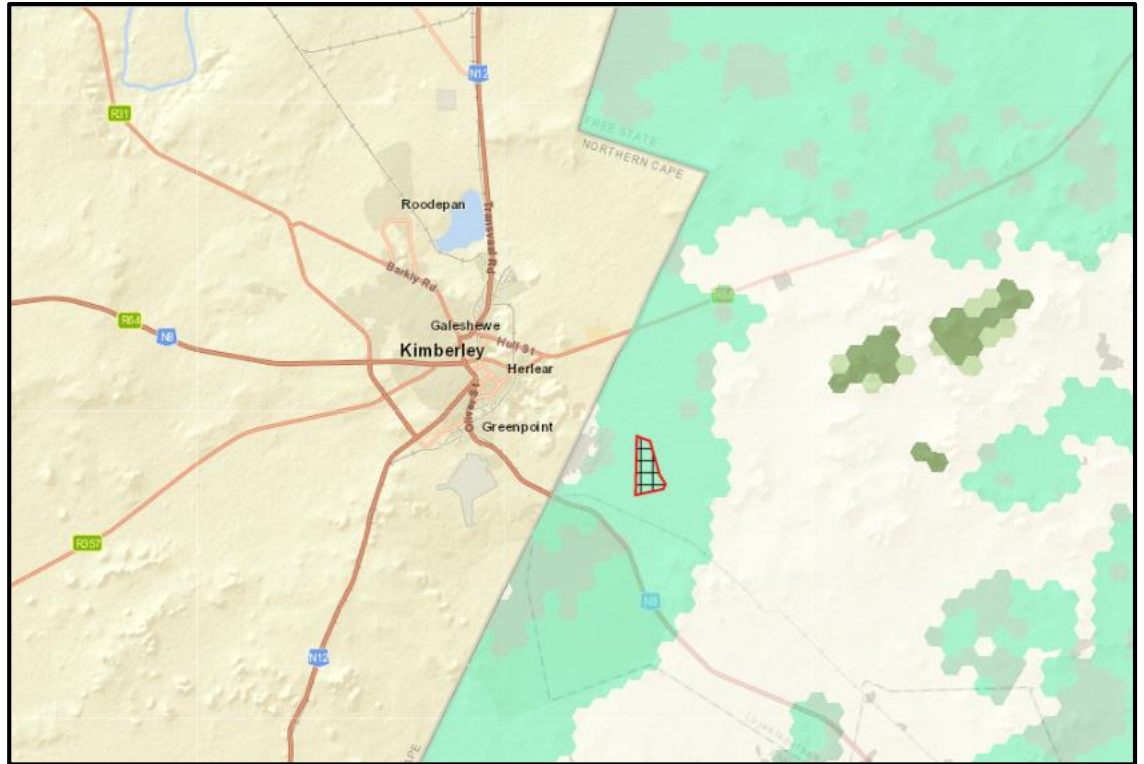 N12
R31
FREE STATE
NORTHERN CAPE
Roodepan
Transvaal Rd
Barkly Rd
R64
N8
Galeshewe
Hull St
Kimberley
Herlear
Olivers
Greenpoint
R357
N8
N12